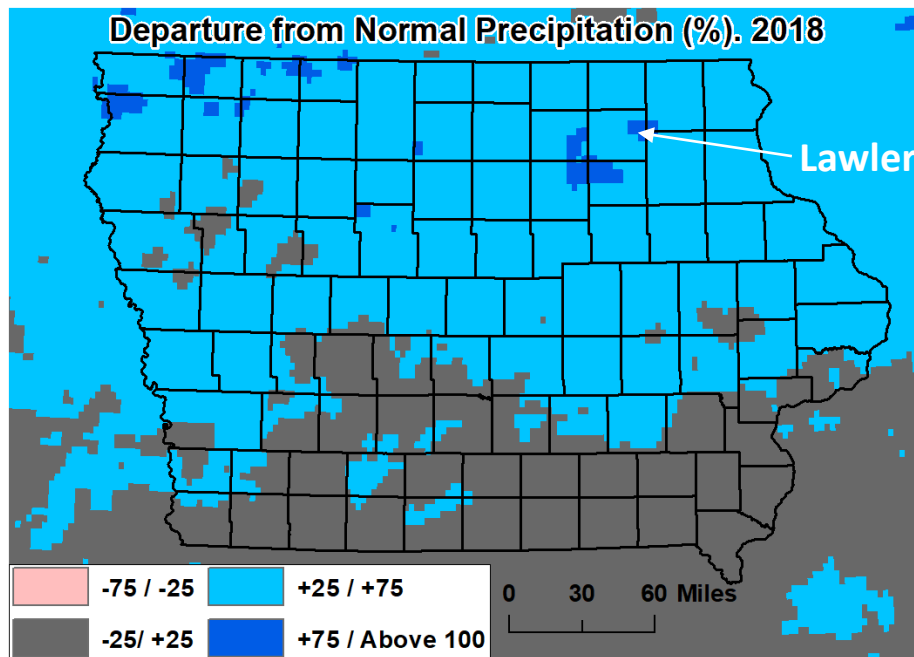 Departure from Normal Precipitation (%). 2018
Lawler
-75 / -25
+25 / +75
-25/ +25
+75 / Above 100
0 30 60 Miles